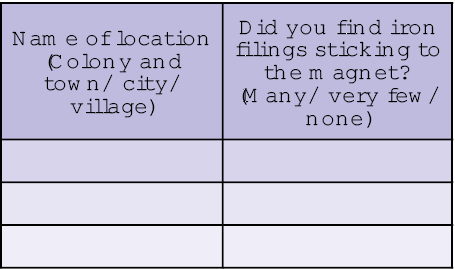 Name of location
(Colony and
town/ city/
village)
Did you find iron
filings sticking to
the magnet?
(Many/ very few /
none)